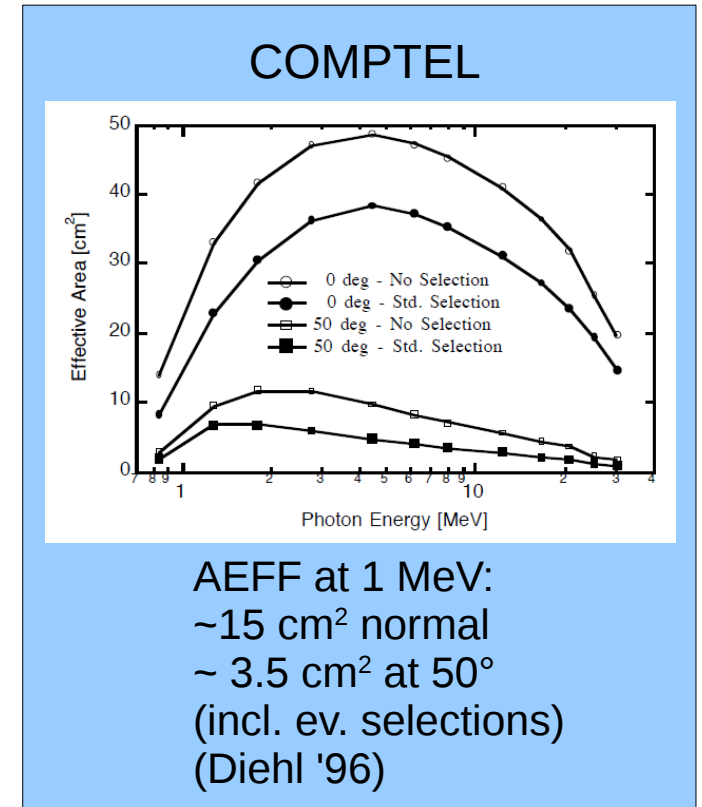 COMPTEL
50
40
30
20
10
0
Effective Area [cm²]
0 deg - No Selection
0 deg - Std. Selection
50 deg - No Selection
50 deg - Std. Selection
7 8 9 2 3 4 5 6 7 8 9 2 3 4
1 10
Photon Energy [MeV]
AEFF at 1 MeV:
~15 cm² normal
~ 3.5 cm² at 50°
(incl. ev. selections)
(Diehl '96)